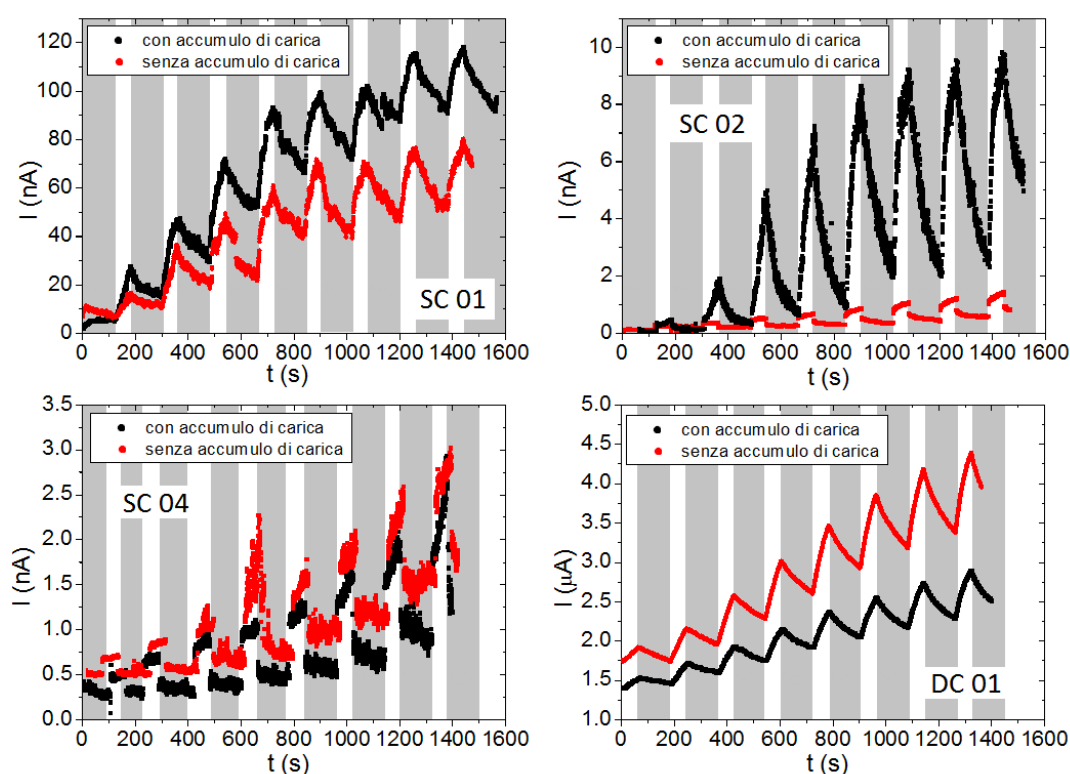 120
100
80
60
40
20
0
I (nA)
con accumulo di carica
senza accumulo di carica
SC 01
0 200 400 600 800 1000 1200 1400 1600
t (s)
10
8
6
4
2
0
I (nA)
con accumulo di carica
senza accumulo di carica
SC 02
0 200 400 600 800 1000 1200 1400 1600
t (s)
3.5
3.0
2.5
2.0
1.5
1.0
0.5
0.0
I (nA)
con accumulo di carica
senza accumulo di carica
SC 04
0 200 400 600 800 1000 1200 1400 1600
t (s)
5.0
4.5
4.0
3.5
3.0
2.5
2.0
1.5
1.0
I (μA)
con accumulo di carica
senza accumulo di carica
DC 01
0 200 400 600 800 1000 1200 1400 1600
t (s)